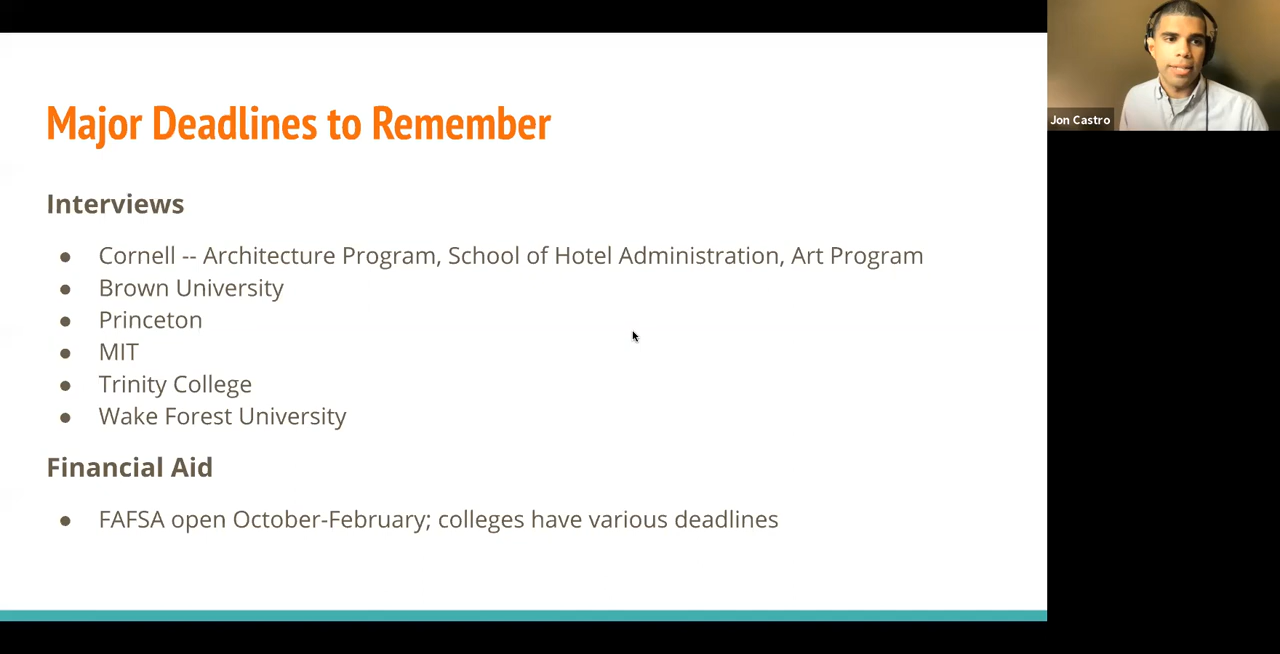 Major Deadlines to Remember
Interviews
● Cornell -- Architecture Program, School of Hotel Administration, Art Program
● Brown University
● Princeton
● MIT
● Trinity College
● Wake Forest University
Financial Aid
● FAFSA open October-February; colleges have various deadlines
Jon Castro